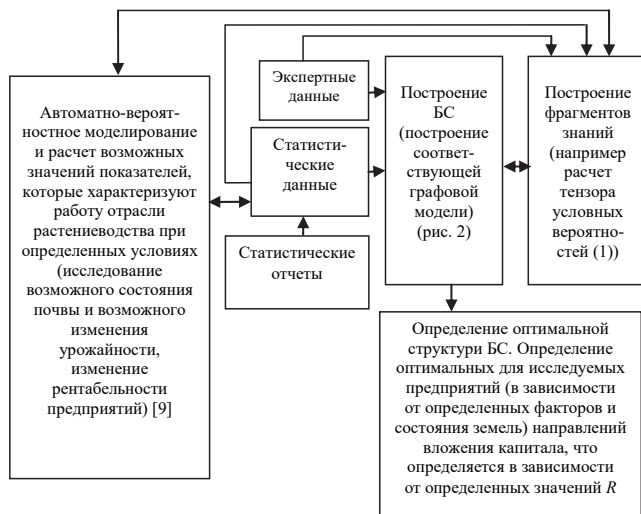 Автоматно-вероят-
ностное моделирование
и расчет возможных
значений показателей,
которые характеризуют
работу отрасли
растениеводства при
определенных условиях
(исследование
возможного состояния
почвы и возможного
изменения
урожайности,
изменение
рентабельности
предприятий) [9]
Экспертные
данные
Статисти-
ческие
данные
Статистические
отчеты
Построение
БС
(построение
соответ-
ствующей
графовой
модели)
(рис. 2)
Построение
фрагментов
знаний
(например
расчет
тензора
условных
вероятно-
стей (1))
Определение оптимальной
структури БС. Определение
оптимальных для исследуемых
предприятий (в зависимости
от определенных факторов и
состояния земель) направлений
вложения капитала, что
определяется в зависимости
от определенных значений R